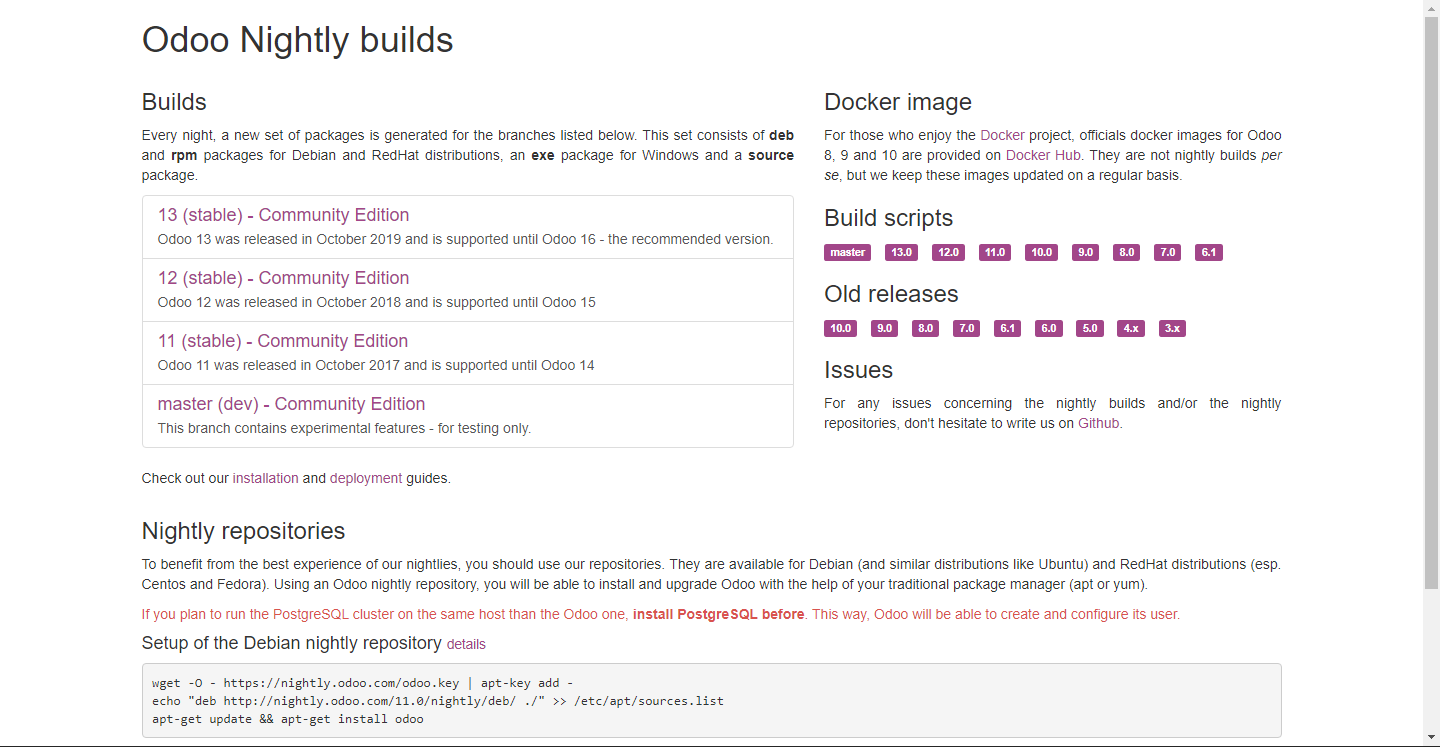 Odoo Nightly builds
Builds
Every night, a new set of packages is generated for the branches listed below. This set consists of deb
and rpm packages for Debian and RedHat distributions, an exe package for Windows and a source
package.
13 (stable) - Community Edition
Odoo 13 was released in October 2019 and is supported until Odoo 16 - the recommended version.
12 (stable) - Community Edition
Odoo 12 was released in October 2018 and is supported until Odoo 15
11 (stable) - Community Edition
Odoo 11 was released in October 2017 and is supported until Odoo 14
master (dev) - Community Edition
This branch contains experimental features - for testing only.
Check out our installation and deployment guides.
Docker image
For those who enjoy the Docker project, officials docker images for Odoo
8, 9 and 10 are provided on Docker Hub. They are not nightly builds per
se, but we keep these images updated on a regular basis.
Build scripts
master 13.0 12.0 11.0 10.0 9.0 8.0 7.0 6.1
Old releases
10.0 9.0 8.0 7.0 6.1 6.0 5.0 4.x 3.x
Issues
For any issues concerning the nightly builds and/or the nightly
repositories, don't hesitate to write us on Github.
Nightly repositories
To benefit from the best experience of our nightlies, you should use our repositories. They are available for Debian (and similar distributions like Ubuntu) and RedHat distributions (esp.
Centos and Fedora). Using an Odoo nightly repository, you will be able to install and upgrade Odoo with the help of your traditional package manager (apt or yum).
If you plan to run the PostgreSQL cluster on the same host than the Odoo one, install PostgreSQL before. This way, Odoo will be able to create and configure its user.
Setup of the Debian nightly repository details
wget -O - https://nightly.odoo.com/odoo.key | apt-key add -
echo "deb http://nightly.odoo.com/11.0/nightly/deb/ ./" >> /etc/apt/sources.list
apt-get update && apt-get install odoo